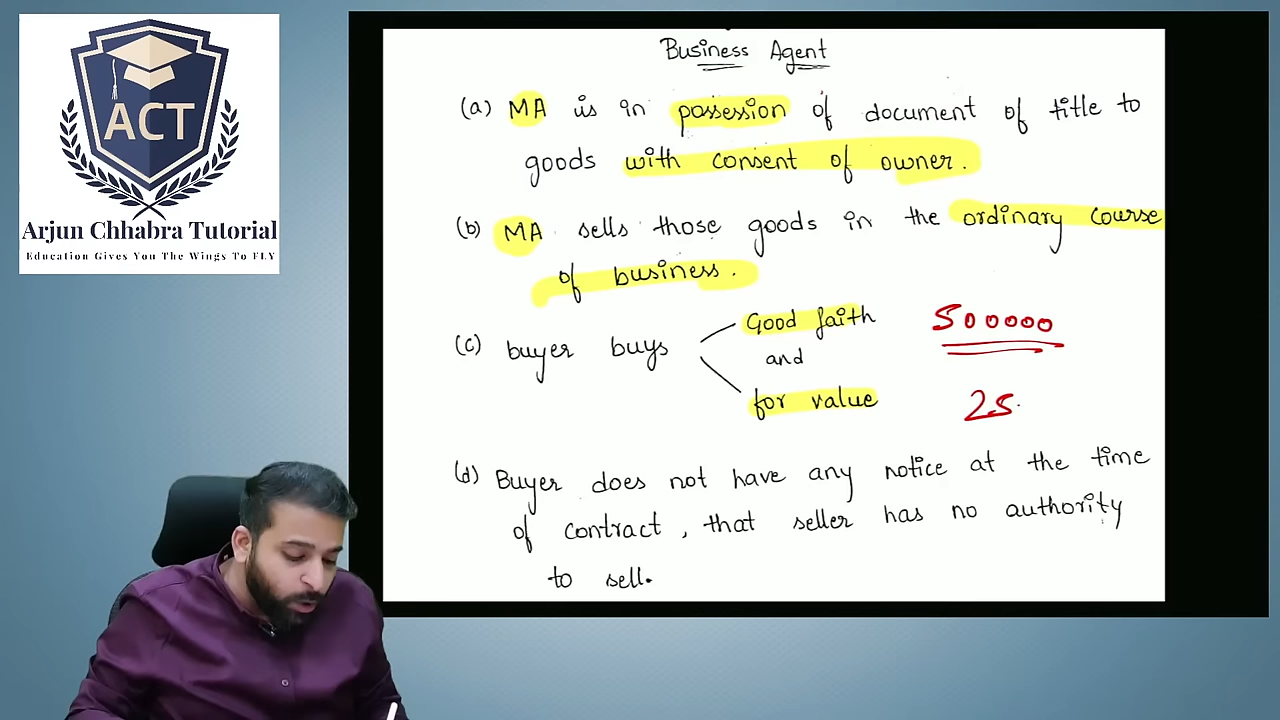 ACT
Arjun Chhabra Tutorial
Education Gives You The Wings To FLY
Business Agent
(a) MA is in possession of document of title to
goods with consent of owner.
(b) MA sells those goods in the ordinary course
of business.
(c) buyer buys
Good faith
and
for value
500000
25
(d) Buyer does not have any notice at the time
of contract, that seller has no authority
to sell.